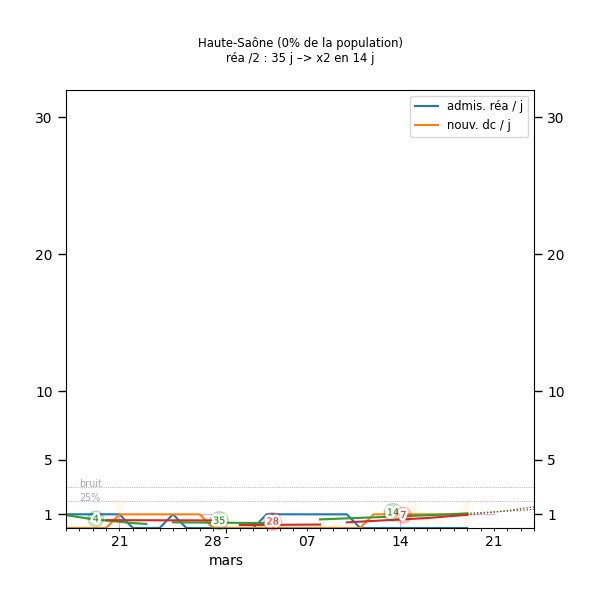 Haute-Saône (0% de la population)
réa /2 : 35 j –> x2 en 14 j
admis. réa / j
nouv. dc / j
30 30
20 20
10 10
5 5
bruit
25%
1 4 35 28 14 7 1
21 28 - 07 14 21
mars